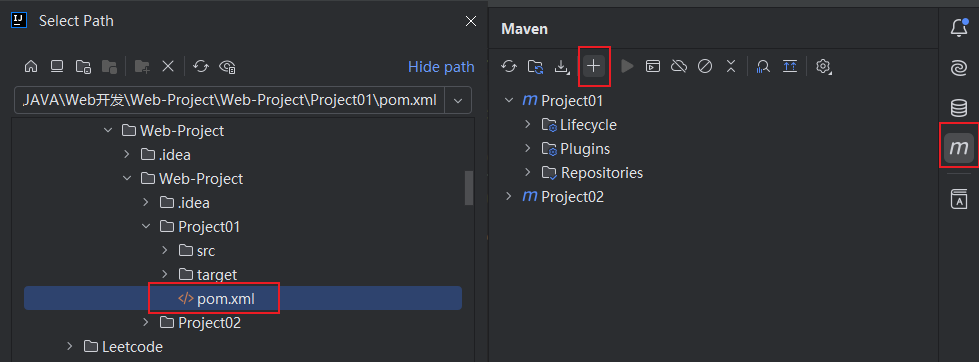 Select Path
Hide path
JAVA\Web开发\Web-Project\Web-Project\Project01\pom.xml
Web-Project
.idea
Web-Project
.idea
Project01
src
target
pom.xml
Project02
Leetcode
Maven
Project01
Lifecycle
Plugins
Repositories
Project02